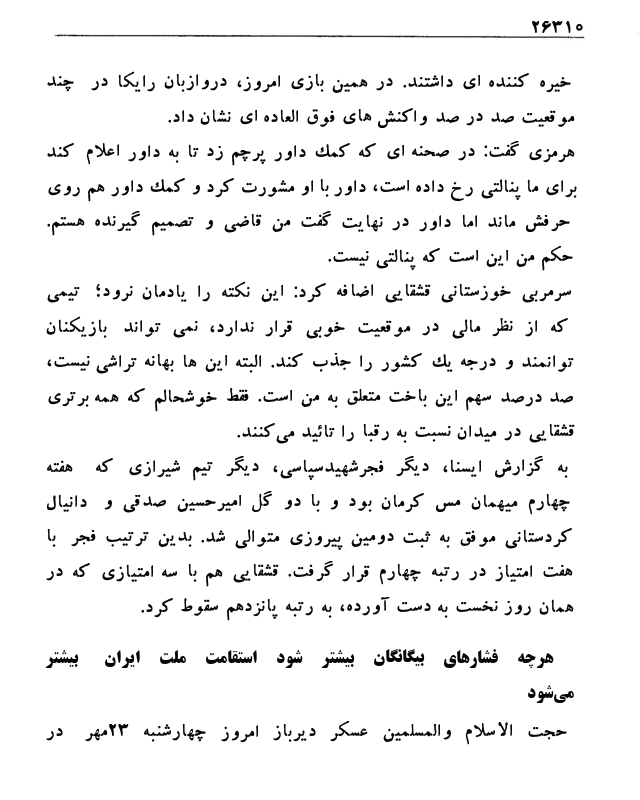 ۲۶۳۱۰
خیره کننده ای داشتند. در همین بازی امروز، دروازبان رایکا در چند
موقعیت صد در صد واکنش های فوق العاده ای نشان داد.
هرمزی گفت: در صحنه ای که کمك داور پرچم زد تا به داور اعلام کند
برای ما پنالتی رخ داده است، داور با او مشورت کرد و کمك داور هم روی
حرفش ماند اما داور در نهایت گفت من قاضی و تصمیم گیرنده هستم.
حکم من این است که پنالتی نیست.
سرمربی خوزستانی قشقایی اضافه کرد: این نکته را یادمان نرود؛ تیمی
که از نظر مالی در موقعیت خوبی قرار ندارد، نمی تواند بازیکنان
توانمند و درجه يك کشور را جذب کند. البته این ها بهانه تراشی نیست،
صد درصد سهم این باخت متعلق به من است. فقط خوشحالم که همه برتری
قشقایی در میدان نسبت به رقبا را تائید می‌کنند.
به گزارش ایسنا، دیگر فجرشهیدسپاسی، دیگر تیم شیرازی که هفته
چهارم میهمان مس کرمان بود و با دو گل امیرحسین صدقی و دانیال
کردستانی موفق به ثبت دومین پیروزی متوالی شد. بدین ترتیب فجر با
هفت امتیاز در رتبه چهارم قرار گرفت. قشقایی هم با سه امتیازی که در
همان روز نخست به دست آورده، به رتبه پانزدهم سقوط کرد.
هرچه فشارهای بیگانگان بیشتر شود استقامت ملت ایران بیشتر
می‌شود
حجت الاسلام والمسلمین عسکر دیرباز امروز چهارشنبه ۲۳مهر در